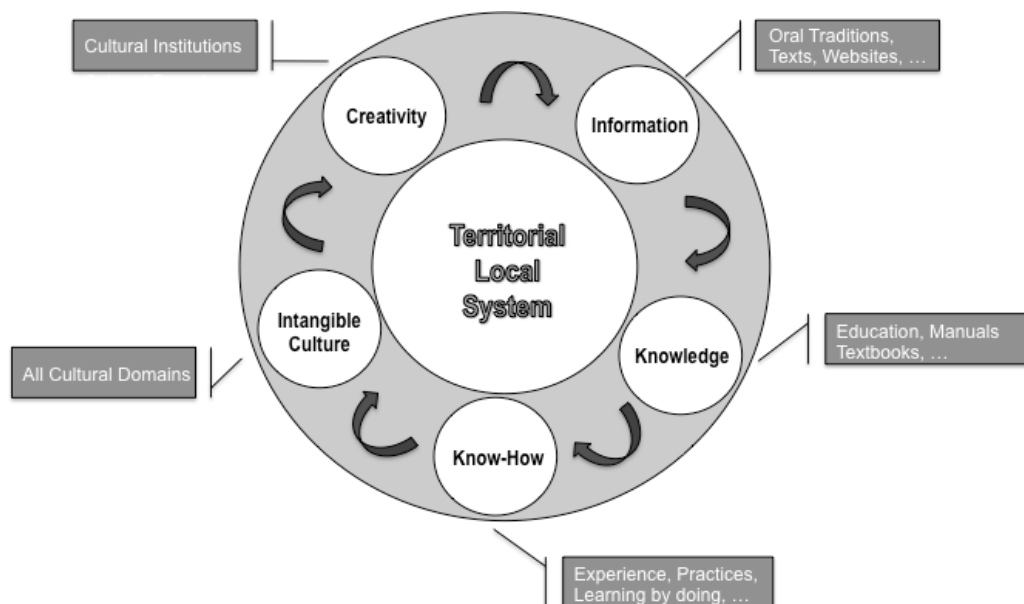 Cultural Institutions
Oral Traditions,
Texts, Websites, ...
Creativity
Information
Territorial
Local
System
Intangible
Culture
Knowledge
Education, Manuals
Textbooks, ...
All Cultural Domains
Know-How
Experience, Practices,
Learning by doing, ...